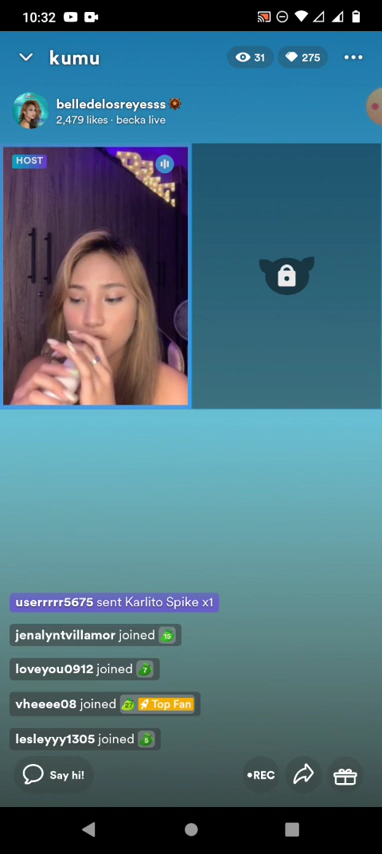 10:32
kumu
31
275
belledelosreyesss
2,479 likes · becka live
HOST
userrrrr5675 sent Karlito Spike x1
jenalyntvillamor joined 15
loveyou0912 joined 7
vheeee08 joined 27 Top Fan
lesleyyy1305 joined 5
Say hi!
•REC